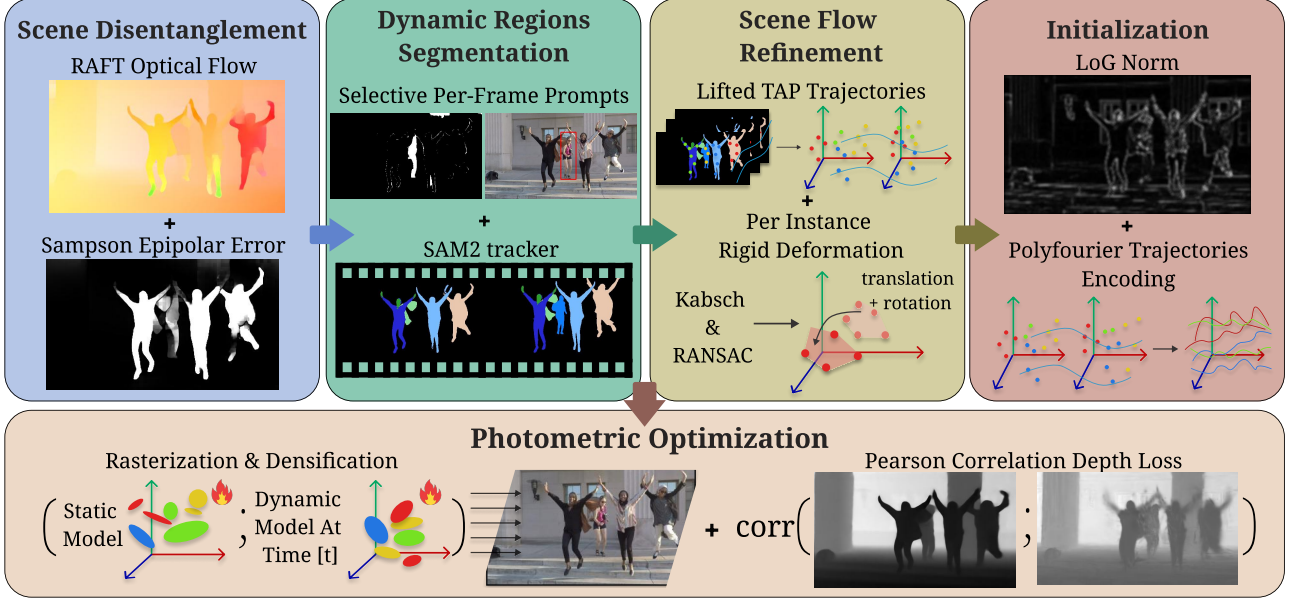 Scene Disentanglement
RAFT Optical Flow
+
Sampson Epipolar Error
Dynamic Regions
Segmentation
Selective Per-Frame Prompts
+
SAM2 tracker
Scene Flow
Refinement
Lifted TAP Trajectories
+
Per Instance
Rigid Deformation
translation
+ rotation
Kabsch
&
RANSAC
Initialization
LoG Norm
+
Polyfourier Trajectories
Encoding
Photometric Optimization
Rasterization & Densification
( Static
Model
;
Dynamic
Model At
Time [t] )
+
Pearson Correlation Depth Loss
corr( ; )